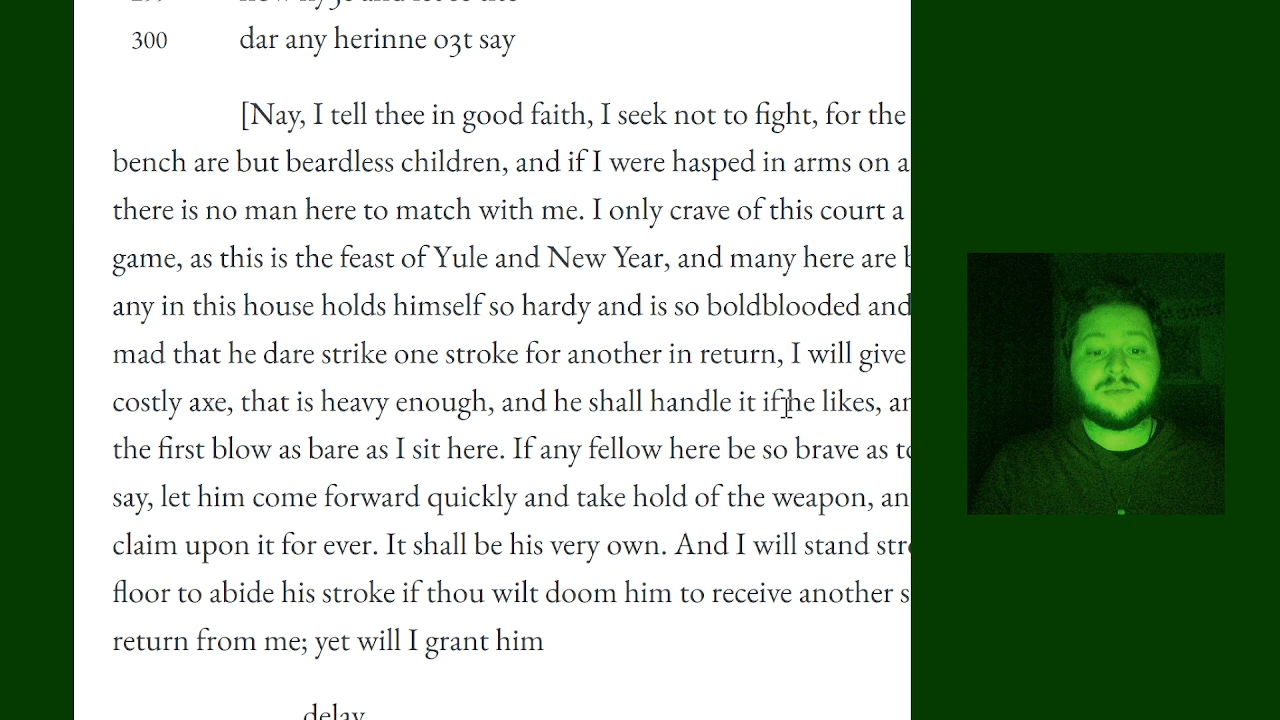 300 dar any herinne oȝt say
[Nay, I tell thee in good faith, I seek not to fight, for the
bench are but beardless children, and if I were hasped in arms on a
there is no man here to match with me. I only crave of this court a
game, as this is the feast of Yule and New Year, and many here are
any in this house holds himself so hardy and is so boldblooded and
mad that he dare strike one stroke for another in return, I will give
costly axe, that is heavy enough, and he shall handle it if he likes,
the first blow as bare as I sit here. If any fellow here be so brave as
say, let him come forward quickly and take hold of the weapon,
claim upon it for ever. It shall be his very own. And I will stand
floor to abide his stroke if thou wilt doom him to receive another
return from me; yet will I grant him
delay